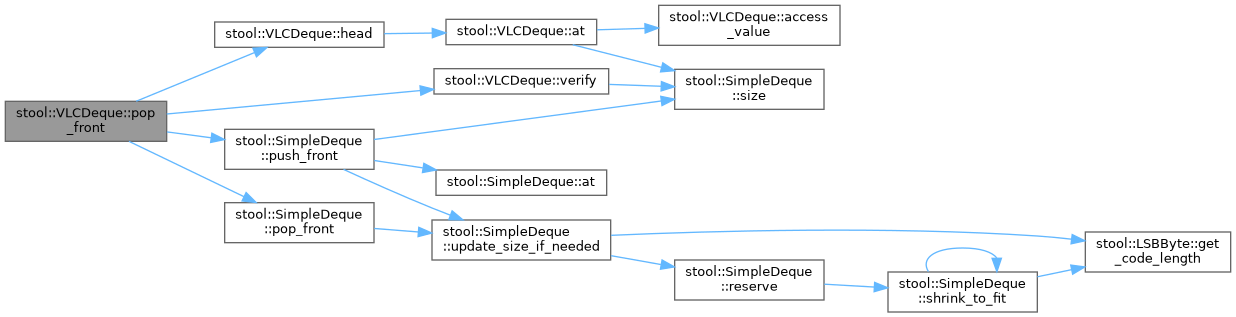 stool::VLCDeque::pop
_front
stool::VLCDeque::head
stool::VLCDeque::at
stool::VLCDeque::access
_value
stool::VLCDeque::verify
stool::SimpleDeque
::size
stool::SimpleDeque
::push_front
stool::SimpleDeque::at
stool::SimpleDeque
::pop_front
stool::SimpleDeque
::update_size_if_needed
stool::LSBByte::get
_code_length
stool::SimpleDeque
::reserve
stool::SimpleDeque
::shrink_to_fit